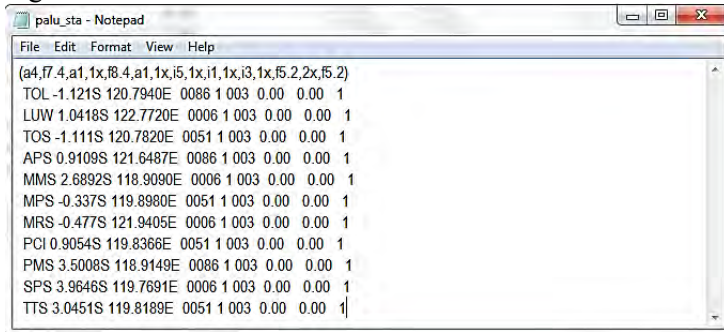 palu_sta - Notepad
File Edit Format View Help
(a4,f7.4,a1,1x,f8.4,a1,1x,i5,1x,i1,1x,i3,1x,f5.2,2x,f5.2)
TOL -1.121S 120.7940E 0086 1 003 0.00 0.00 1
LUW 1.0418S 122.7720E 0006 1 003 0.00 0.00 1
TOS -1.111S 120.7820E 0051 1 003 0.00 0.00 1
APS 0.9109S 121.6487E 0086 1 003 0.00 0.00 1
MMS 2.6892S 118.9090E 0006 1 003 0.00 0.00 1
MPS -0.337S 119.8980E 0051 1 003 0.00 0.00 1
MRS -0.477S 121.9405E 0006 1 003 0.00 0.00 1
PCI 0.9054S 119.8366E 0051 1 003 0.00 0.00 1
PMS 3.5008S 118.9149E 0086 1 003 0.00 0.00 1
SPS 3.9646S 119.7691E 0006 1 003 0.00 0.00 1
TTS 3.0451S 119.8189E 0051 1 003 0.00 0.00 1